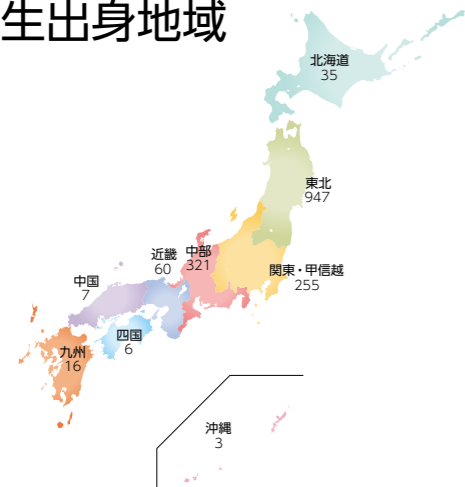 生出身地域
北海道
35
東北
947
関東・甲信越
255
中部
321
近畿
60
中国
7
四国
6
九州
16
沖縄
3